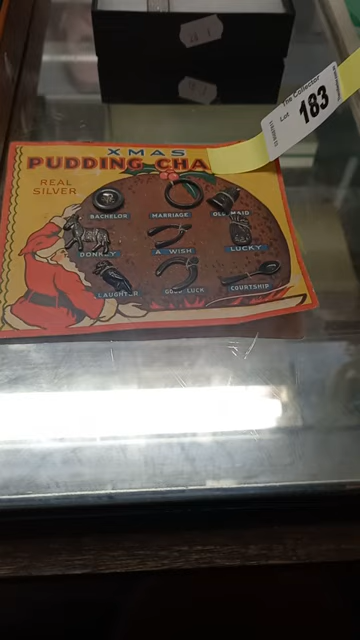 The Collector
Lot 183
XMAS
PUDDING CHA
REAL
SILVER
BACHELOR MARRIAGE OLD MAID
DONKEY A WISH LUCKY
LAUGHTER GOOD LUCK COURTSHIP